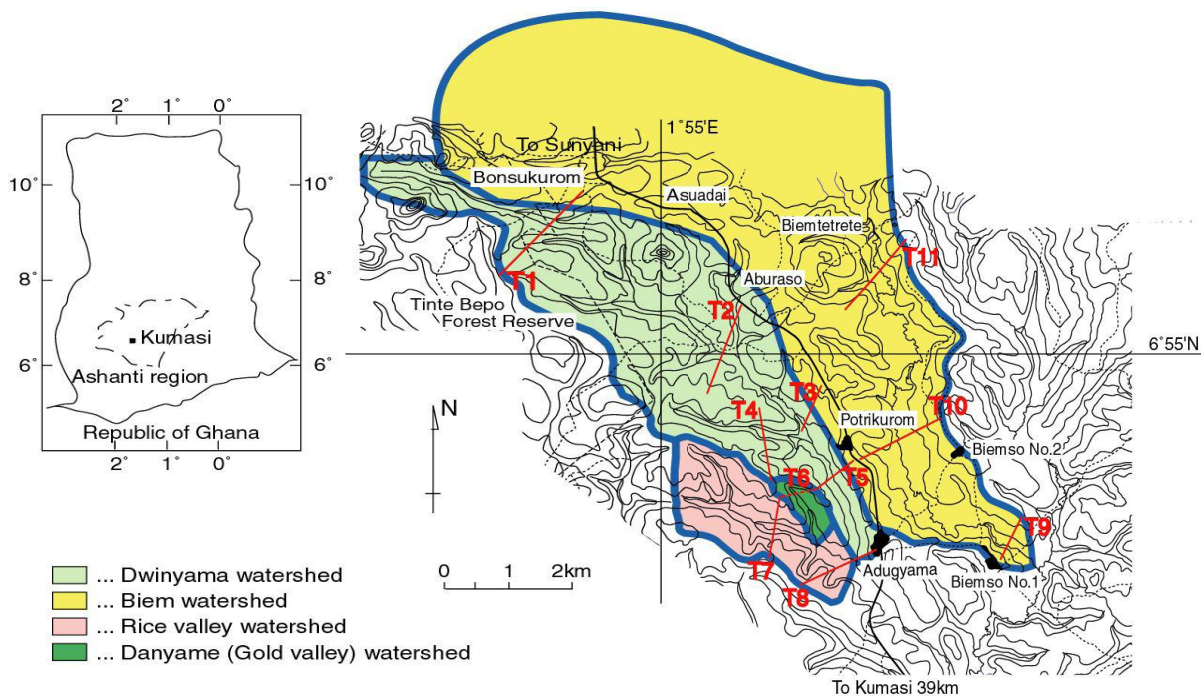 2° 1° 0°
10°
8°
6°
Kumasi
Ashanti region
Republic of Ghana
2° 1° 0°
10°
8°
6°
1°55'E
To Sunyani
Bonsukurom
Asuadai
Biemtetrete
T11
T1
Aburaso
Tinte Bepo
Forest Reserve
T2
6°55'N
T3
T4
T10
Potrikurom
N
Biemso No.2
T6
T5
T9
T7
Adugyama
T8
Biemso No.1
0 1 2km
... Dwinyama watershed
... Biem watershed
... Rice valley watershed
... Danyame (Gold valley) watershed
To Kumasi 39km